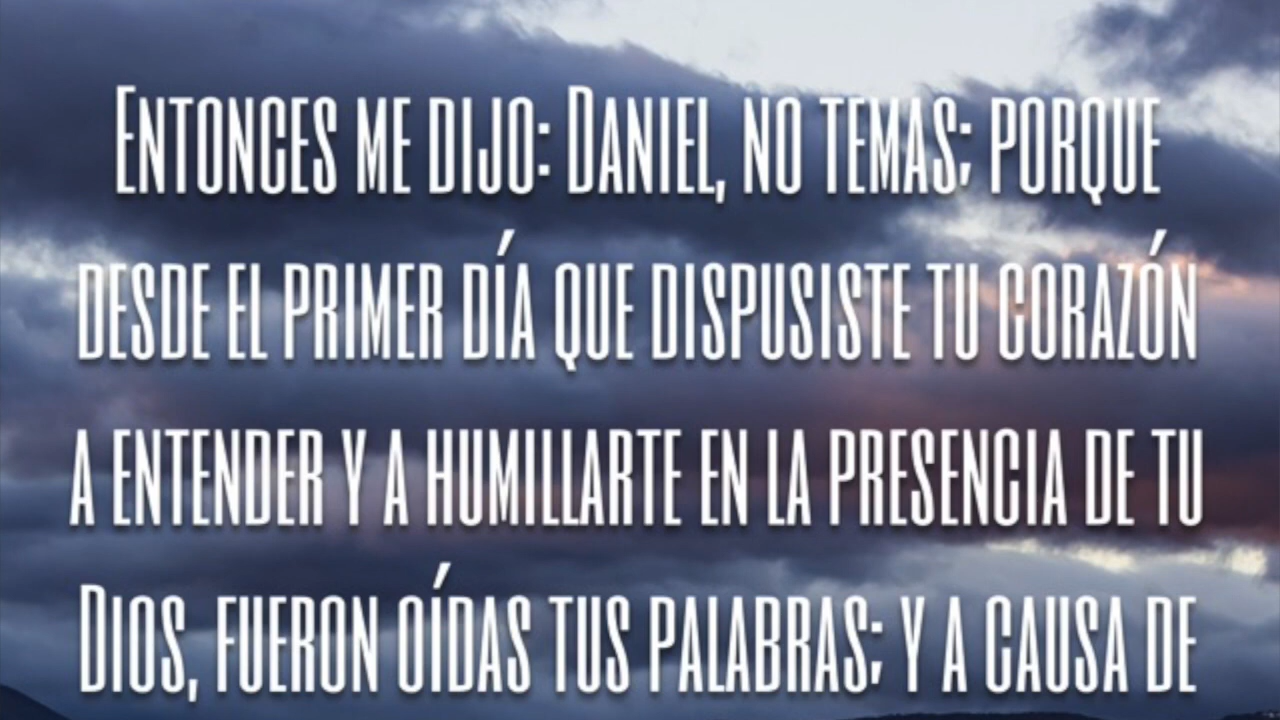 Entonces me dijo: Daniel, no temas; porque
desde el primer día que dispusiste tu corazón
a entender y a humillarte en la presencia de tu
Dios, fueron oídas tus palabras; y a causa de